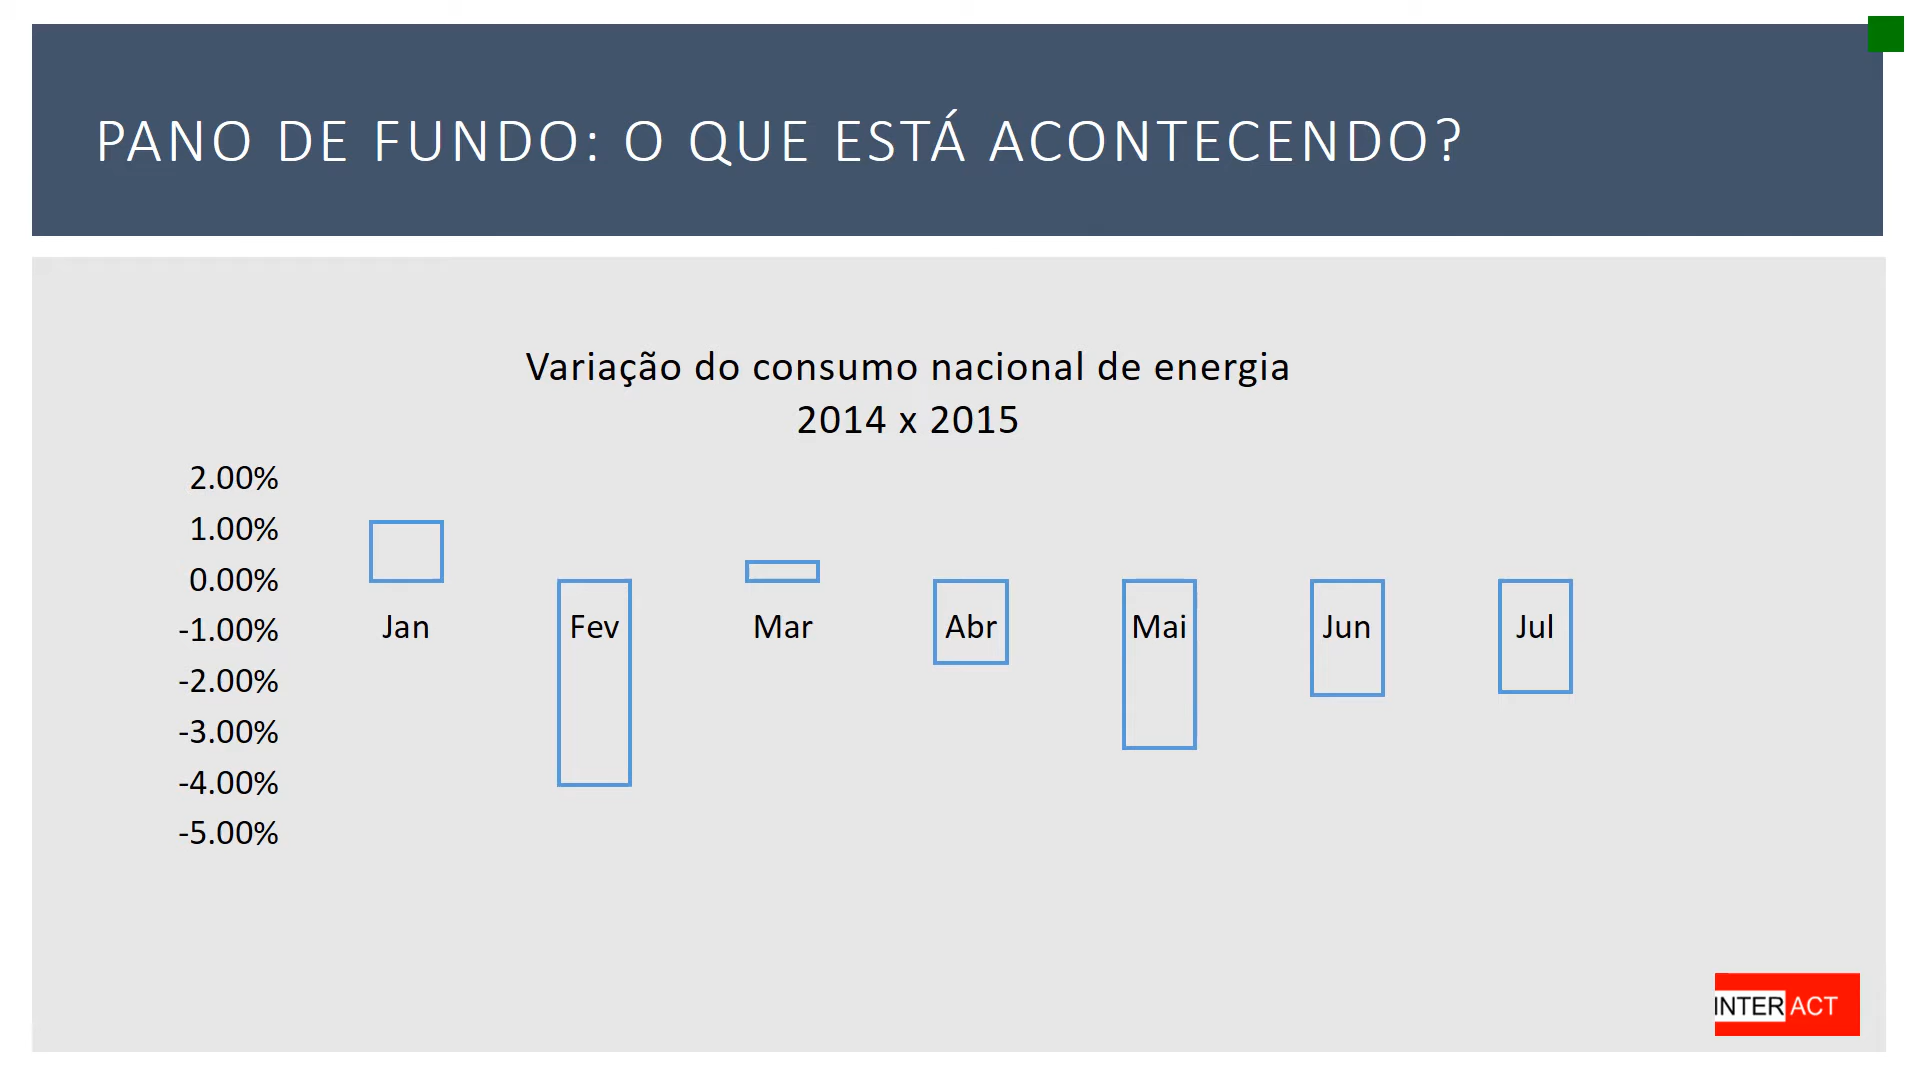 PANO DE FUNDO: O QUE ESTÁ ACONTECENDO?
Variação do consumo nacional de energia
2014 x 2015
2.00%
1.00%
0.00%
-1.00%
-2.00%
-3.00%
-4.00%
-5.00%
Jan Fev Mar Abr Mai Jun Jul
INTERACT